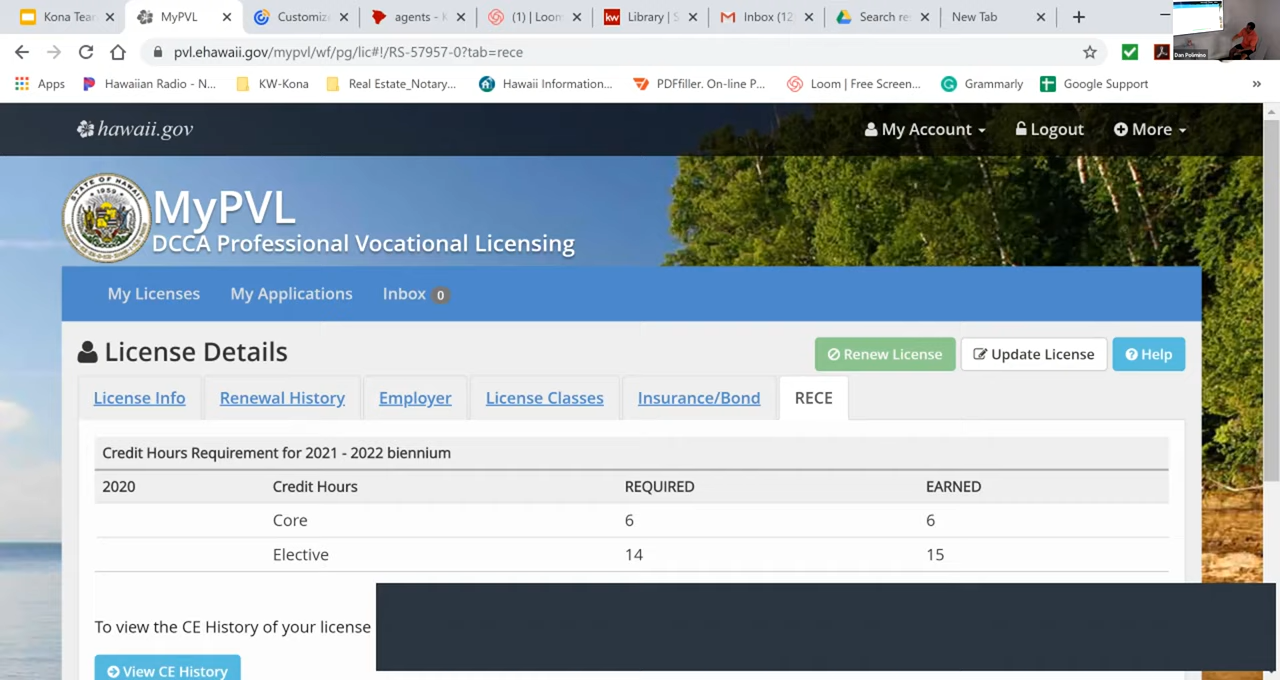 Kona Tear
MyPVL
Customize
agents - K
(1) | Loom
Library | S
Inbox (12
Search re
New Tab
pvl.ehawaii.gov/mypvl/wf/pg/lic#!/RS-57957-0?tab=rece
Dan Polimino
Apps
Hawaiian Radio - N...
KW-Kona
Real Estate_Notary...
Hawaii Information...
PDFfiller. On-line P...
Loom | Free Screen...
Grammarly
Google Support
»
hawaii.gov
My Account
Logout
More
MyPVL
DCCA Professional Vocational Licensing
My Licenses
My Applications
Inbox 0
License Details
Renew License
Update License
Help
License Info
Renewal History
Employer
License Classes
Insurance/Bond
RECE
Credit Hours Requirement for 2021 - 2022 biennium
2020 Credit Hours REQUIRED EARNED
Core 6 6
Elective 14 15
To view the CE History of your license
View CE History